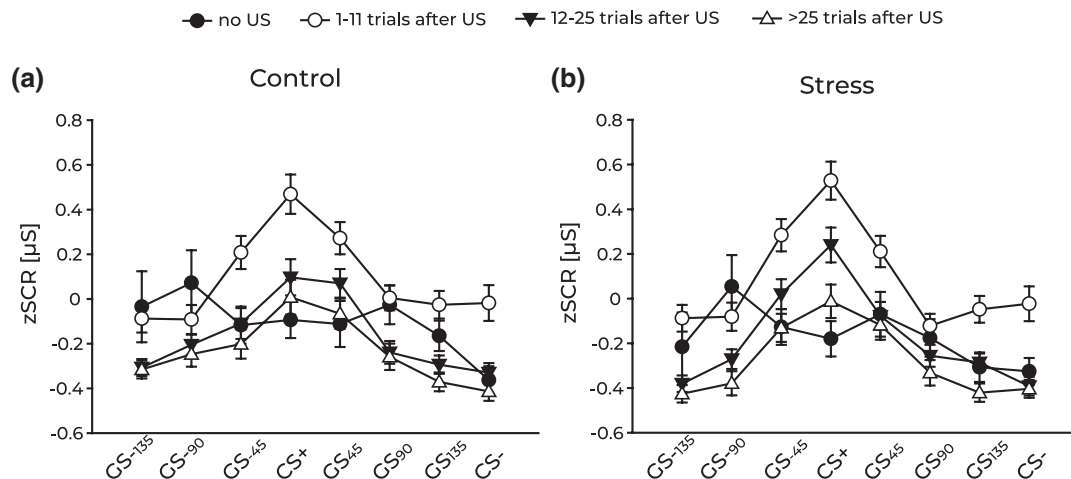 no US 1-11 trials after US 12-25 trials after US >25 trials after US
(a) Control
zSCR [µS]
0.8
0.6
0.4
0.2
0
-0.2
-0.4
-0.6
GS-135 GS-90 GS-45 CS+ GS45 GS90 GS135 CS-
(b) Stress
zSCR [µS]
0.8
0.6
0.4
0.2
0
-0.2
-0.4
-0.6
GS-135 GS-90 GS-45 CS+ GS45 GS90 GS135 CS-